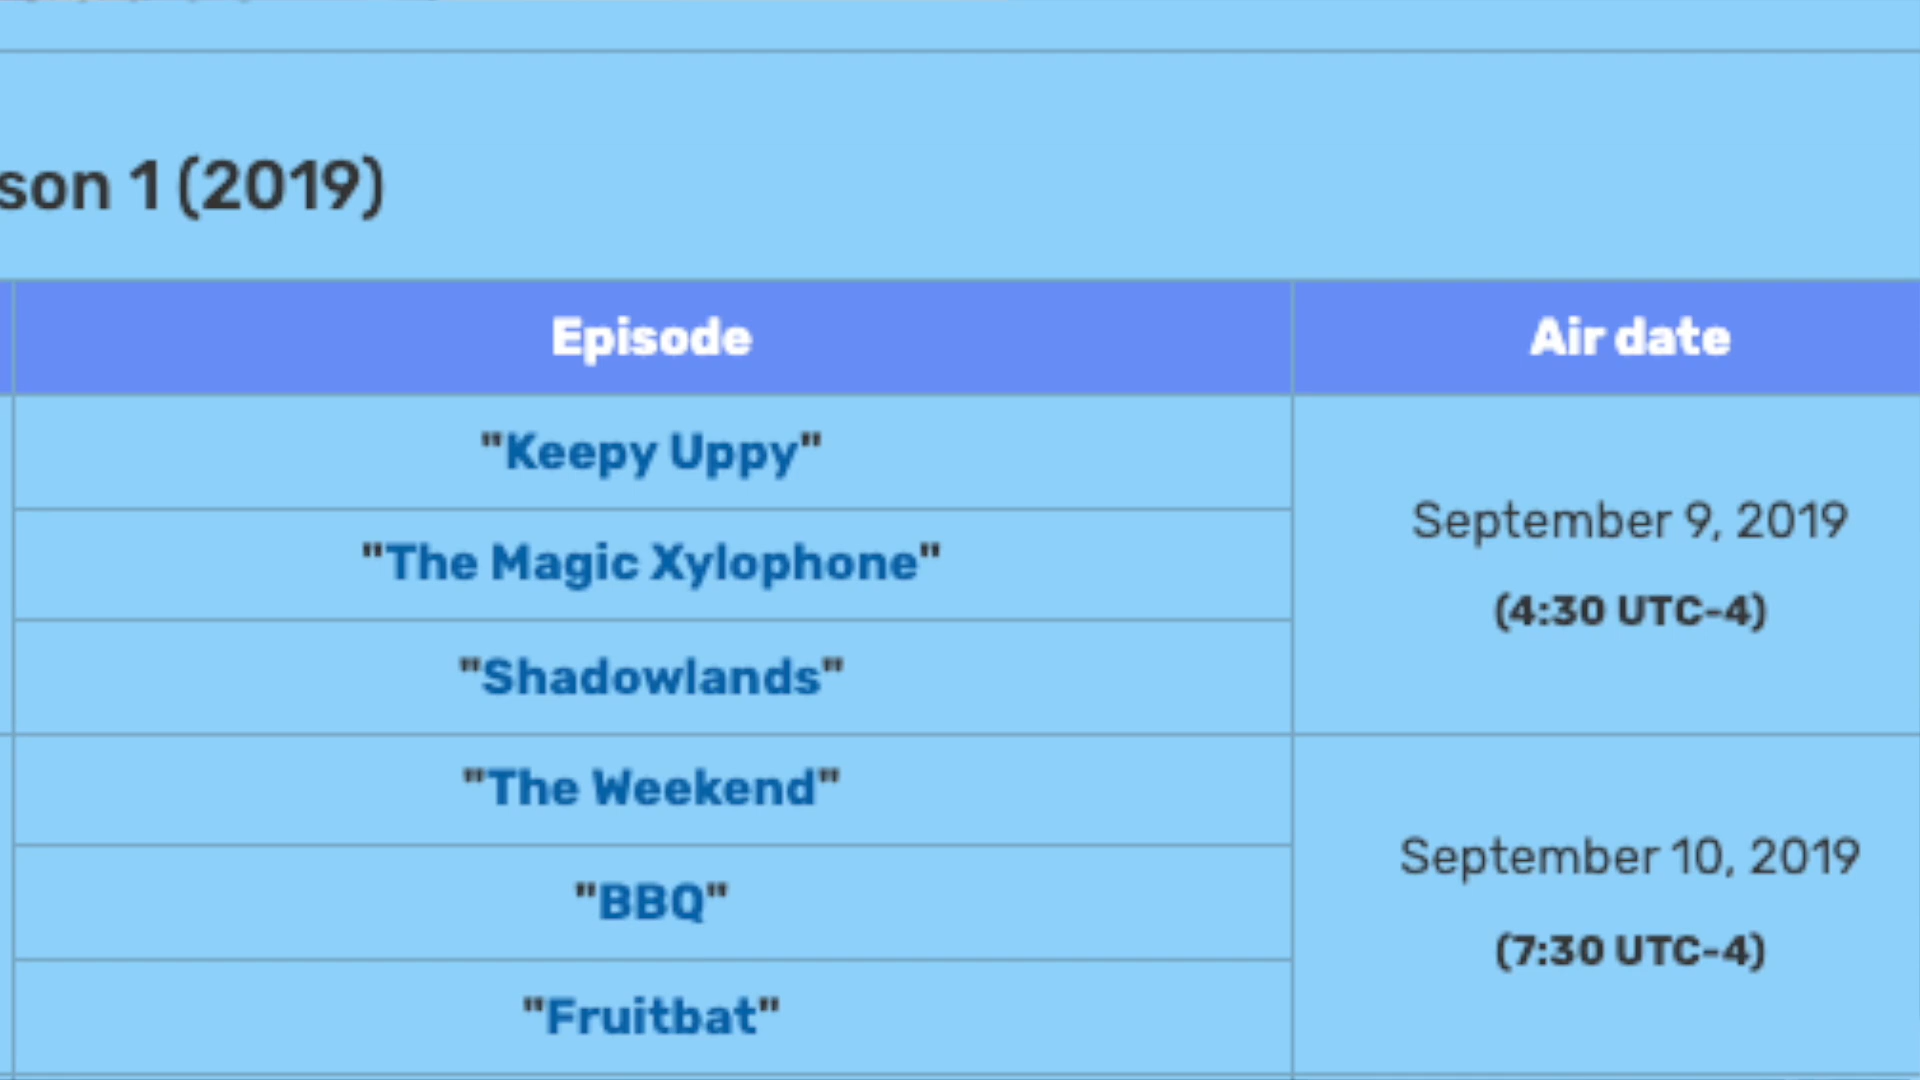 son 1 (2019)
Episode
Air date
"Keepy Uppy"
"The Magic Xylophone"
"Shadowlands"
September 9, 2019
(4:30 UTC-4)
"The Weekend"
"BBQ"
"Fruitbat"
September 10, 2019
(7:30 UTC-4)